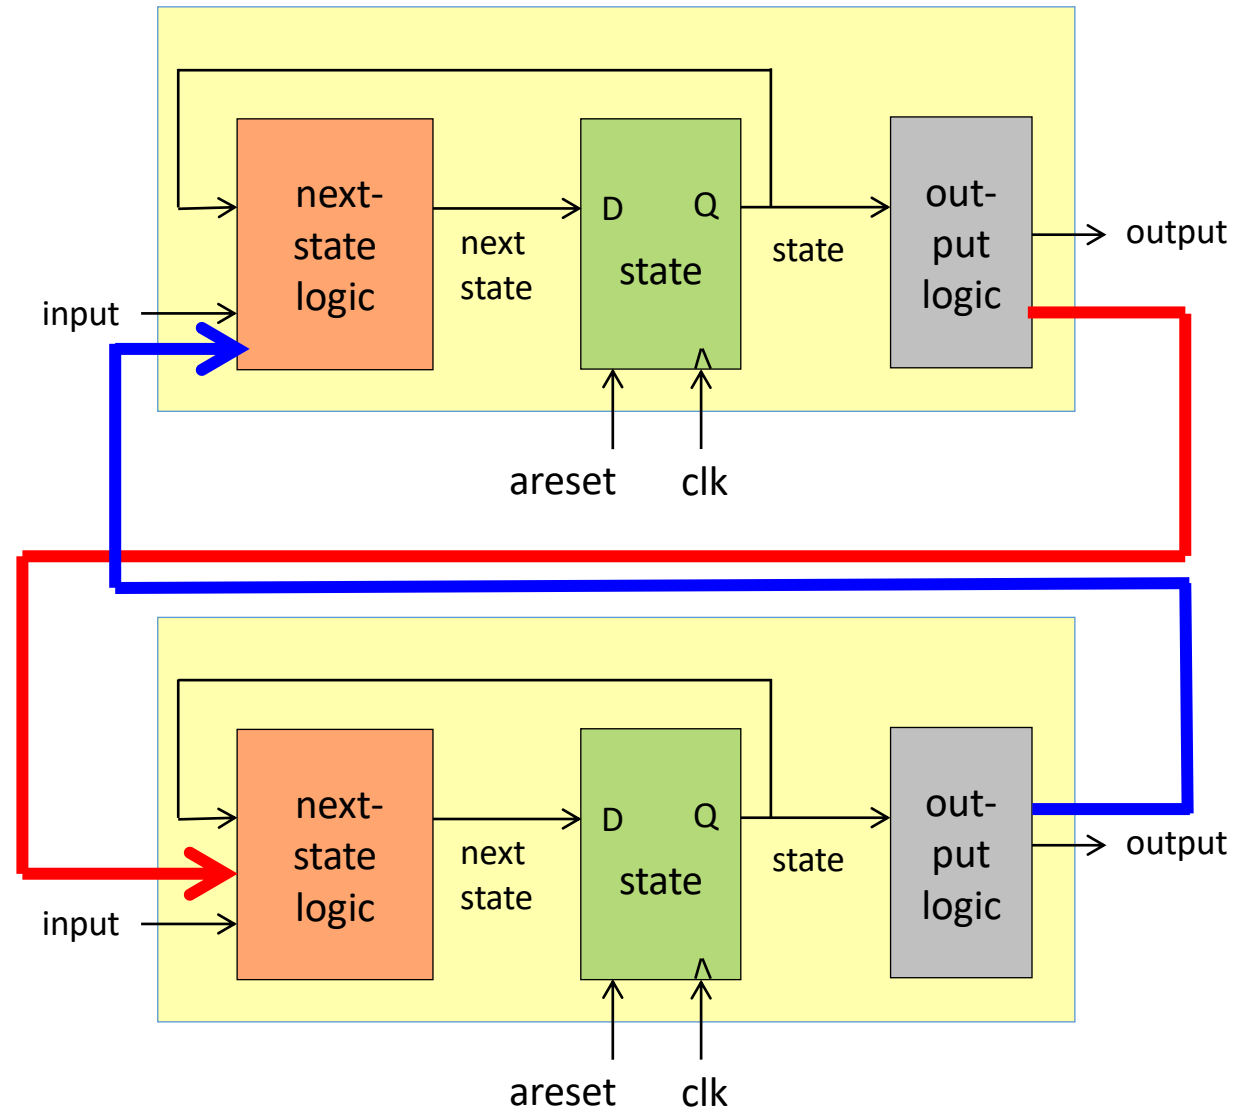 next-
state
logic
input
next
state
D
Q
state
>
state
out-
put
logic
output
areset
clk
next-
state
logic
input
next
state
D
Q
state
>
state
out-
put
logic
output
areset
clk